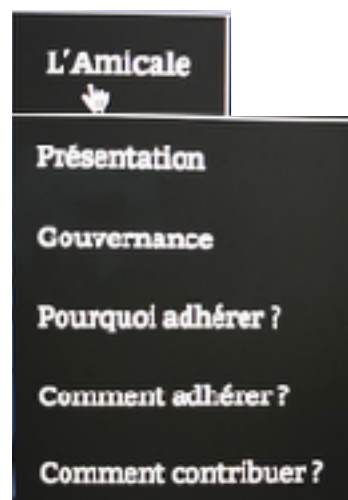 L'Amicale
Présentation
Gouvernance
Pourquoi adhérer ?
Comment adhérer ?
Comment contribuer ?